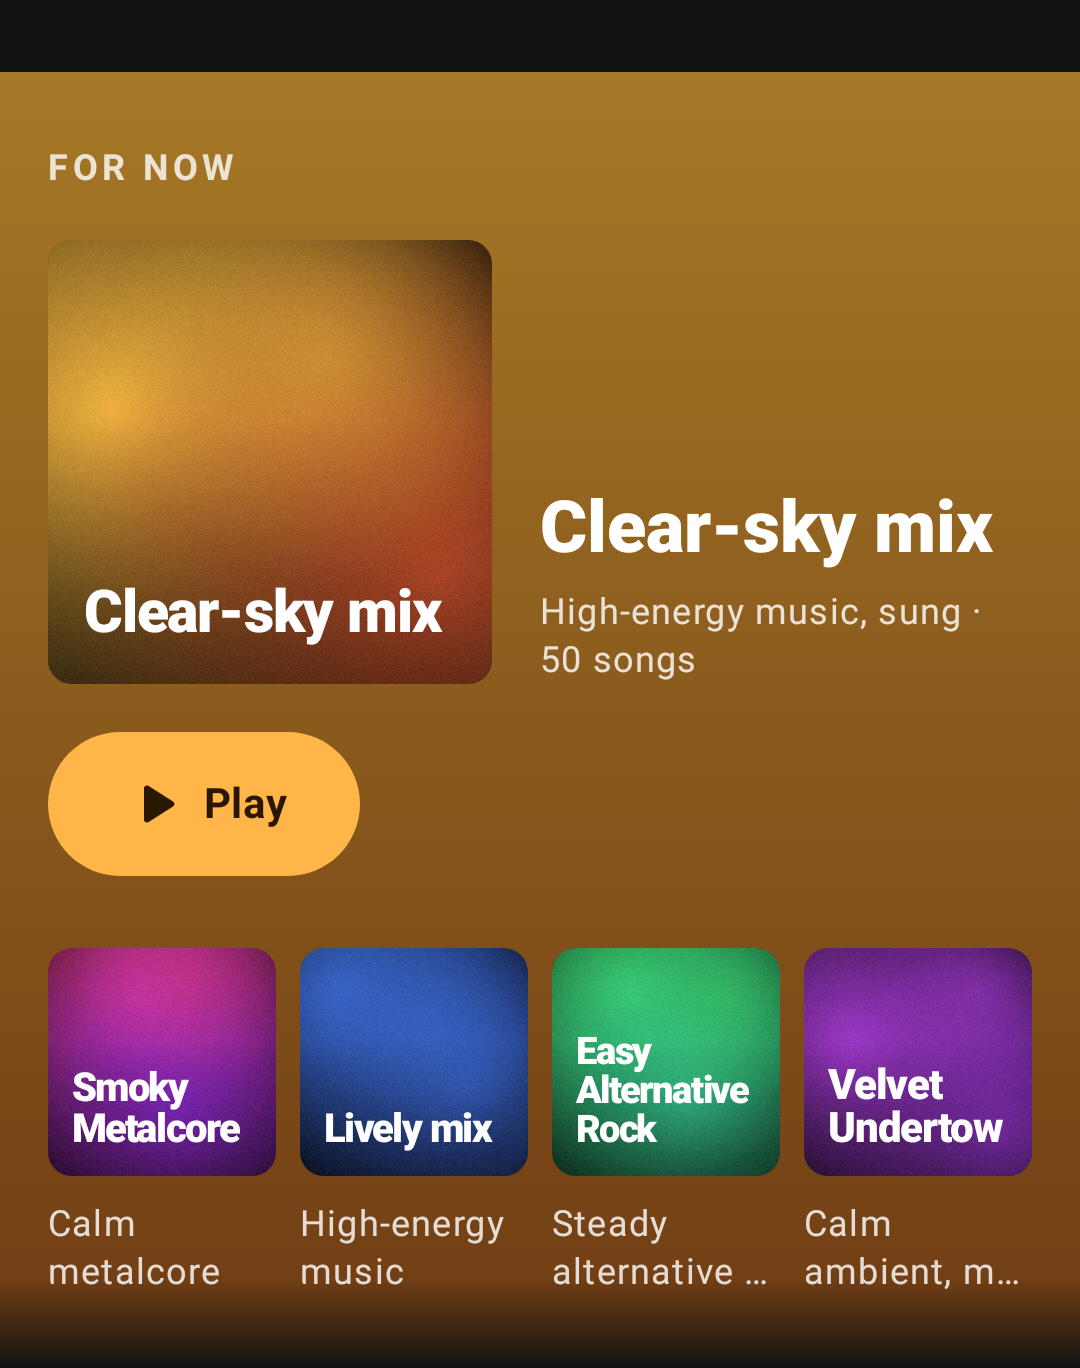 FOR NOW
Clear-sky mix
Clear-sky mix
High-energy music, sung ·
50 songs
Play
Smoky
Metalcore
Lively mix
Easy
Alternative
Rock
Velvet
Undertow
Calm
metalcore
High-energy
music
Steady
alternative ...
Calm
ambient, m...